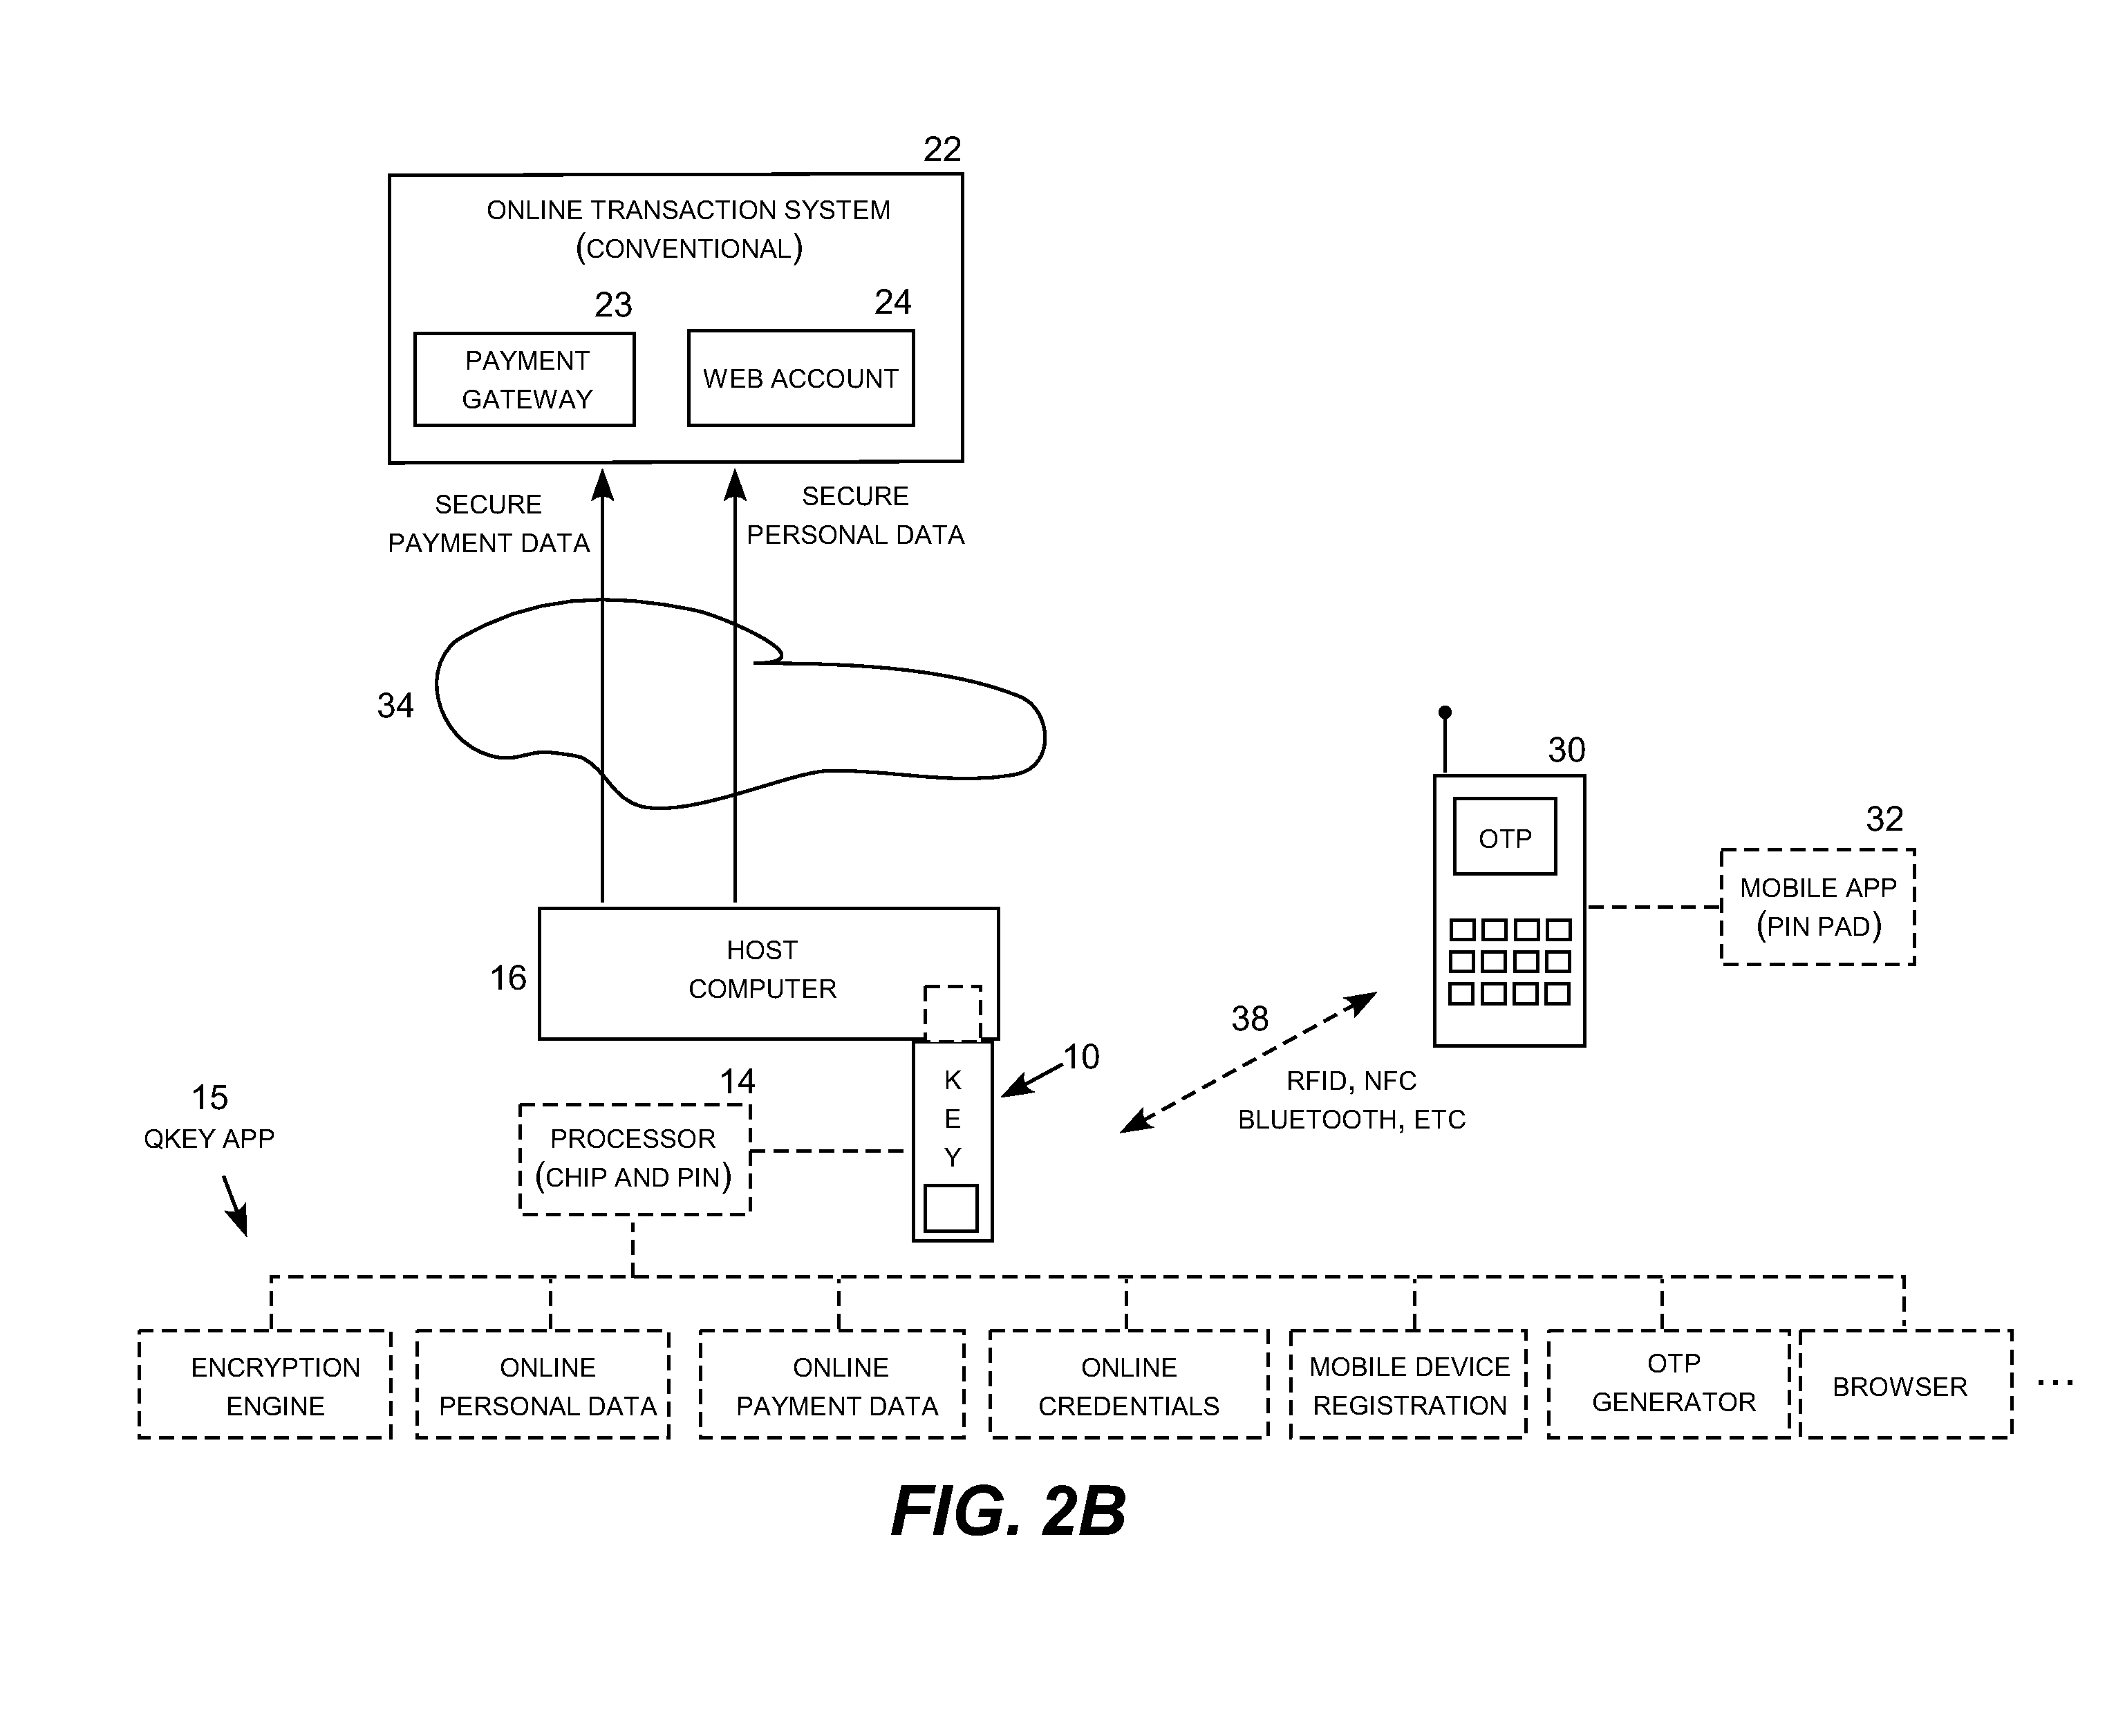 22
ONLINE TRANSACTION SYSTEM
(CONVENTIONAL)
23
24
PAYMENT
GATEWAY
WEB ACCOUNT
SECURE
PAYMENT DATA
SECURE
PERSONAL DATA
34
30
OTP
32
MOBILE APP
(PIN PAD)
HOST
COMPUTER
16
38
RFID, NFC
BLUETOOTH, ETC
10
K
E
Y
14
PROCESSOR
(CHIP AND PIN)
15
QKEY APP
ENCRYPTION
ENGINE
ONLINE
PERSONAL DATA
ONLINE
PAYMENT DATA
ONLINE
CREDENTIALS
MOBILE DEVICE
REGISTRATION
OTP
GENERATOR
BROWSER
...
FIG. 2B